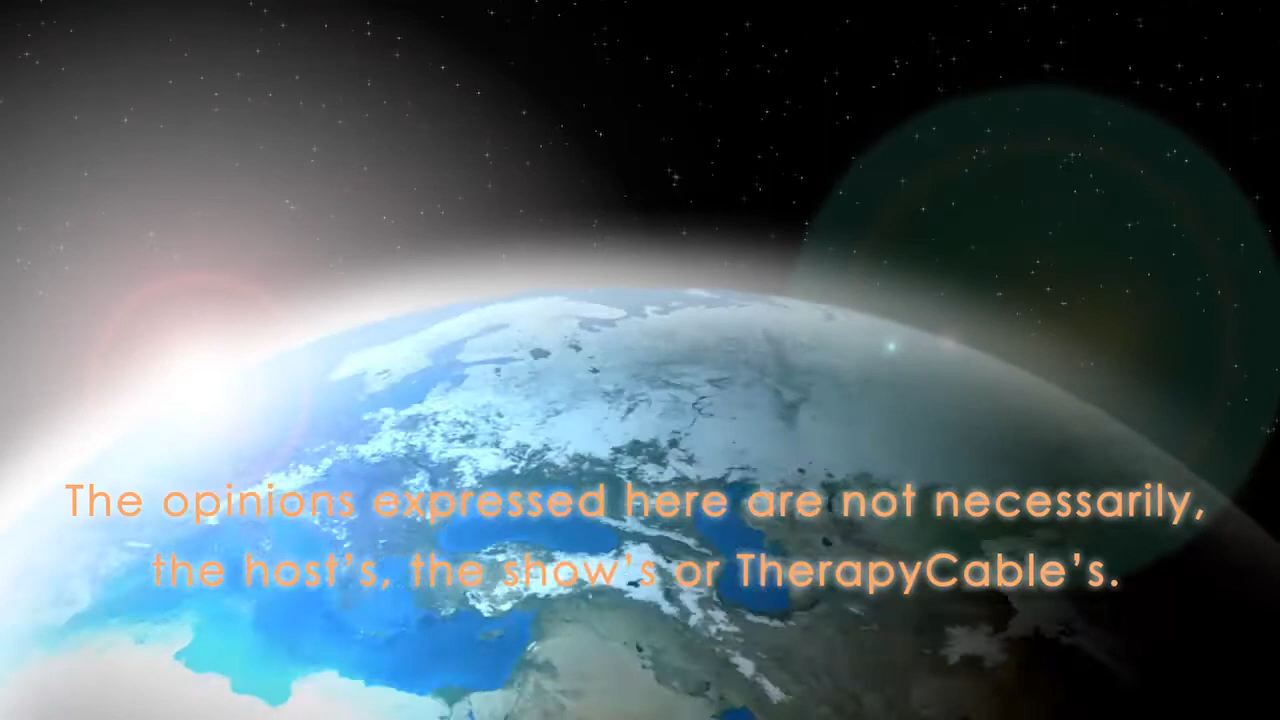 The opinions expressed here are not necessarily,
the host's, the show's or TherapyCable's.